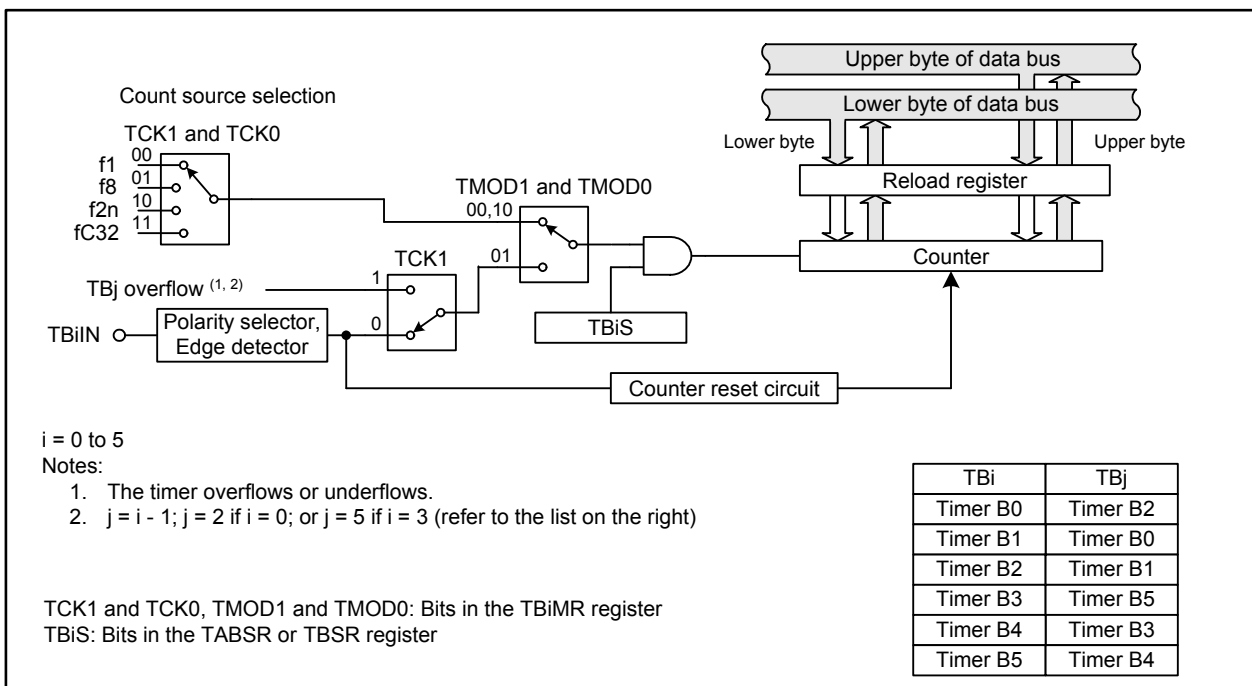 Upper byte of data bus
Count source selection
Lower byte of data bus
TCK1 and TCK0
Lower byte
Upper byte
f1 00
f8 01
f2n 10
fC32 11
TMOD1 and TMOD0
00,10
Reload register
TCK1
01
Counter
TBj overflow (1, 2)
1
TBiIN
Polarity selector,
Edge detector
0
TBiS
Counter reset circuit
i = 0 to 5
Notes:
1. The timer overflows or underflows.
2. j = i - 1; j = 2 if i = 0; or j = 5 if i = 3 (refer to the list on the right)
TCK1 and TCK0, TMOD1 and TMOD0: Bits in the TBiMR register
TBiS: Bits in the TABSR or TBSR register
TBi TBj
Timer B0 Timer B2
Timer B1 Timer B0
Timer B2 Timer B1
Timer B3 Timer B5
Timer B4 Timer B3
Timer B5 Timer B4